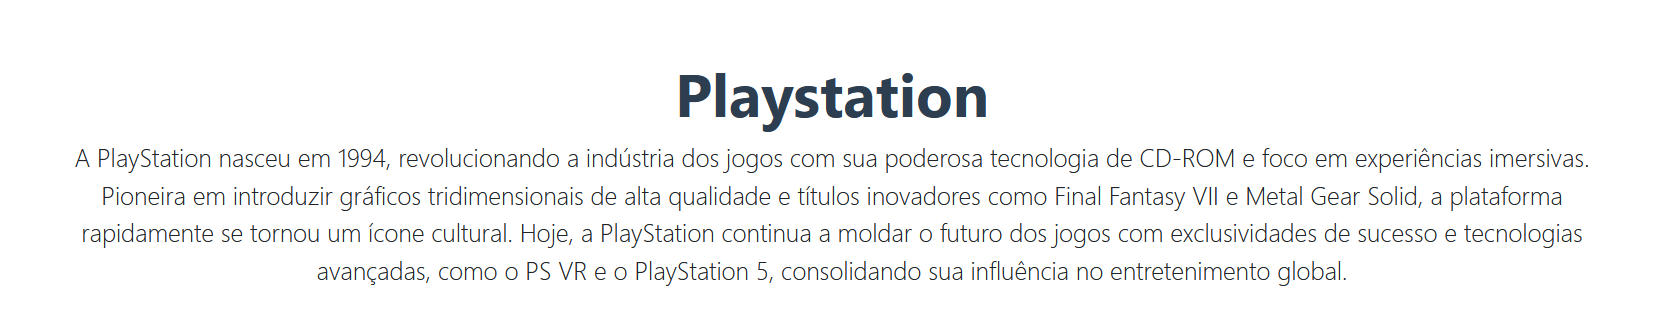 Playstation
A PlayStation nasceu em 1994, revolucionando a indústria dos jogos com sua poderosa tecnologia de CD-ROM e foco em experiências imersivas.
Pioneira em introduzir gráficos tridimensionais de alta qualidade e títulos inovadores como Final Fantasy VII e Metal Gear Solid, a plataforma
rapidamente se tornou um ícone cultural. Hoje, a PlayStation continua a moldar o futuro dos jogos com exclusividades de sucesso e tecnologias
avançadas, como o PS VR e o PlayStation 5, consolidando sua influência no entretenimento global.